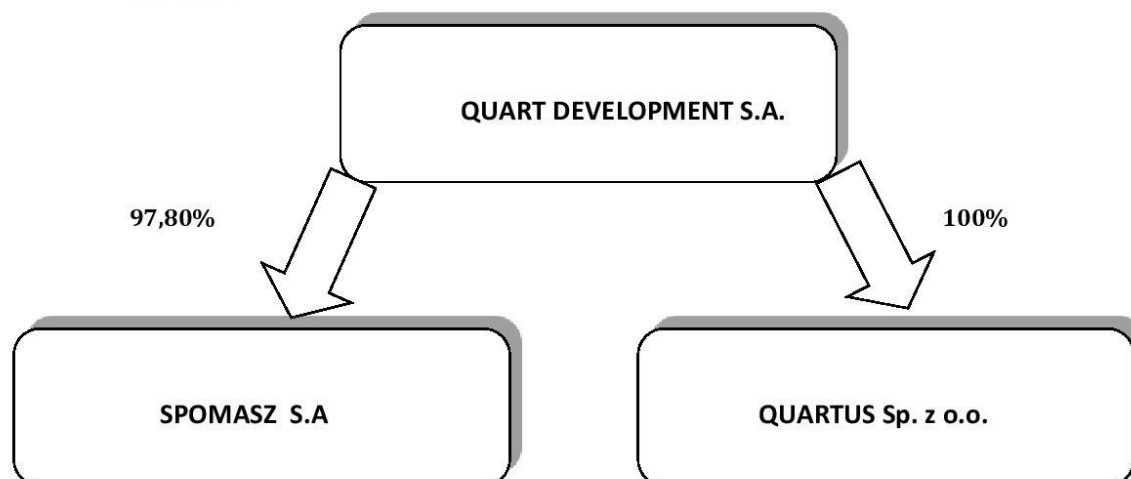 QUART DEVELOPMENT S.A.
97,80%
100%
SPOMASZ S.A
QUARTUS Sp. z o.o.